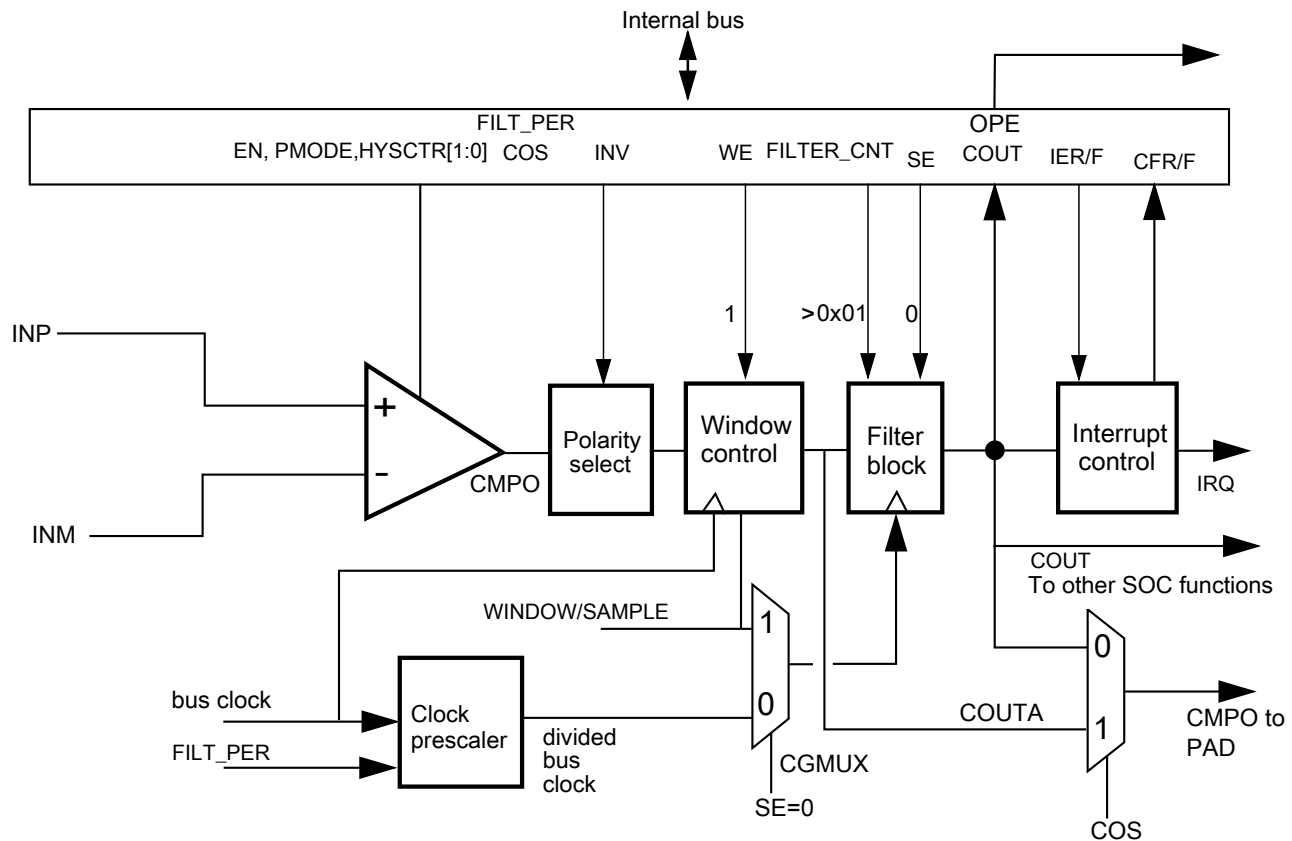 Internal bus
FILT_PER
OPE
EN, PMODE,HYSCTR[1:0]
COS
INV
WE
FILTER_CNT
SE
COUT
IER/F
CFR/F
1
>0x01
0
INP
+
-
INM
CMPO
Polarity
select
Window
control
Filter
block
Interrupt
control
IRQ
COUT
To other SOC functions
WINDOW/SAMPLE
1
0
bus clock
FILT_PER
Clock
prescaler
divided
bus
clock
CGMUX
SE=0
COUTA
0
1
CMPO to
PAD
COS